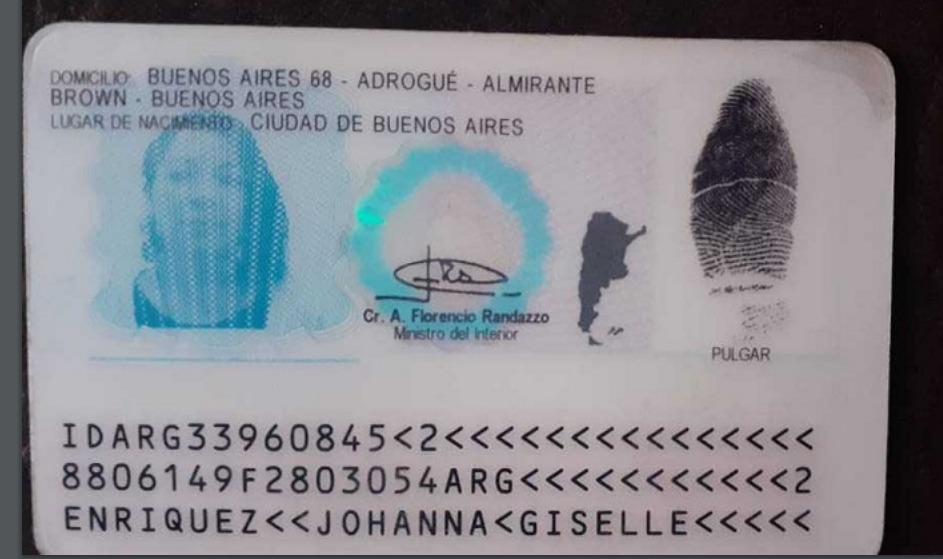 DOMICILIO: BUENOS AIRES 68 - ADROGUÉ - ALMIRANTE
BROWN - BUENOS AIRES
LUGAR DE NACIMIENTO: CIUDAD DE BUENOS AIRES
Cr. A. Florencio Randazzo
Ministro del Interior
PULGAR
IDARG33960845<2<<<<<<<<<<<<<<<
8806149F2803054ARG<<<<<<<<<<<2
ENRIQUEZ<<JOHANNA<GISELLE<<<<<